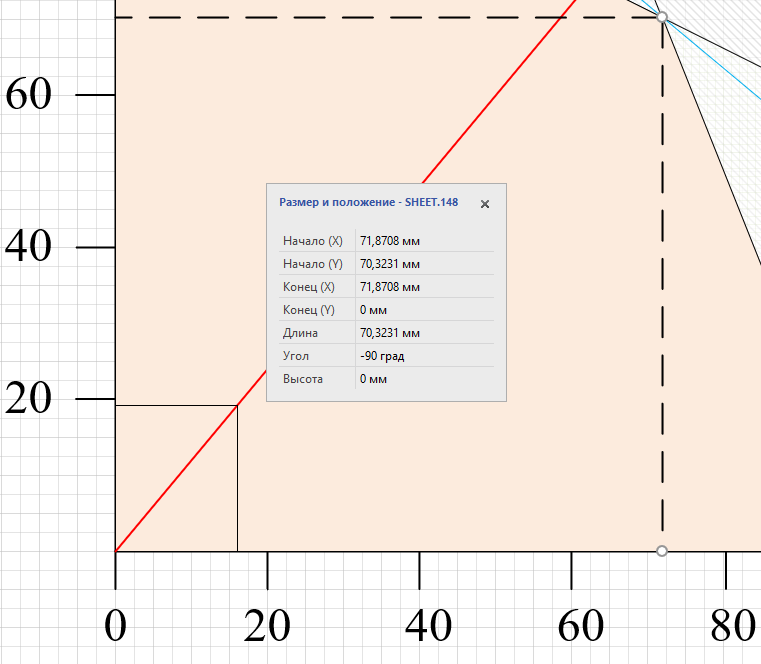 60
Размер и положение - SHEET.148
Начало (X) 71,8708 мм
40
Начало (Y) 70,3231 мм
Конец (X) 71,8708 мм
Конец (Y) 0 мм
Длина 70,3231 мм
Угол -90 град
Высота 0 мм
20
0 20 40 60 80